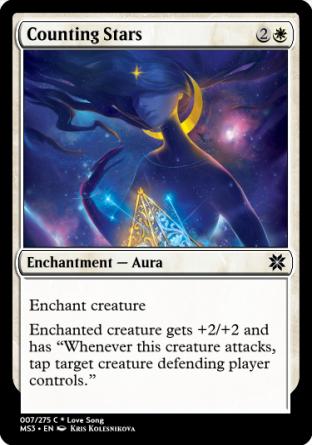 Counting Stars 2
Enchantment — Aura
Enchant creature
Enchanted creature gets +2/+2 and
has “Whenever this creature attacks,
tap target creature defending player
controls.”
007/275 C * Love Song
MS3 • EN Kris Kolesnikova